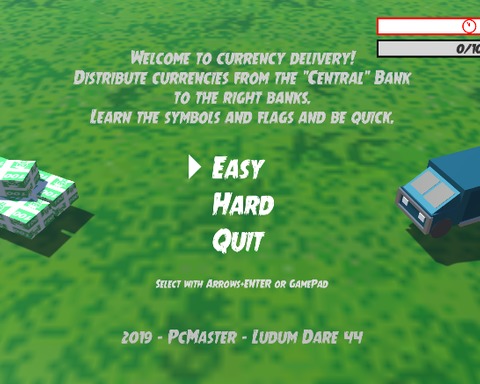 0/10
Welcome to currency delivery!
Distribute currencies from the "Central" Bank
to the right banks.
Learn the symbols and flags and be quick.
Easy
Hard
Quit
Select with Arrows+ENTER or GamePad
2019 - PcMaster - Ludum Dare 44